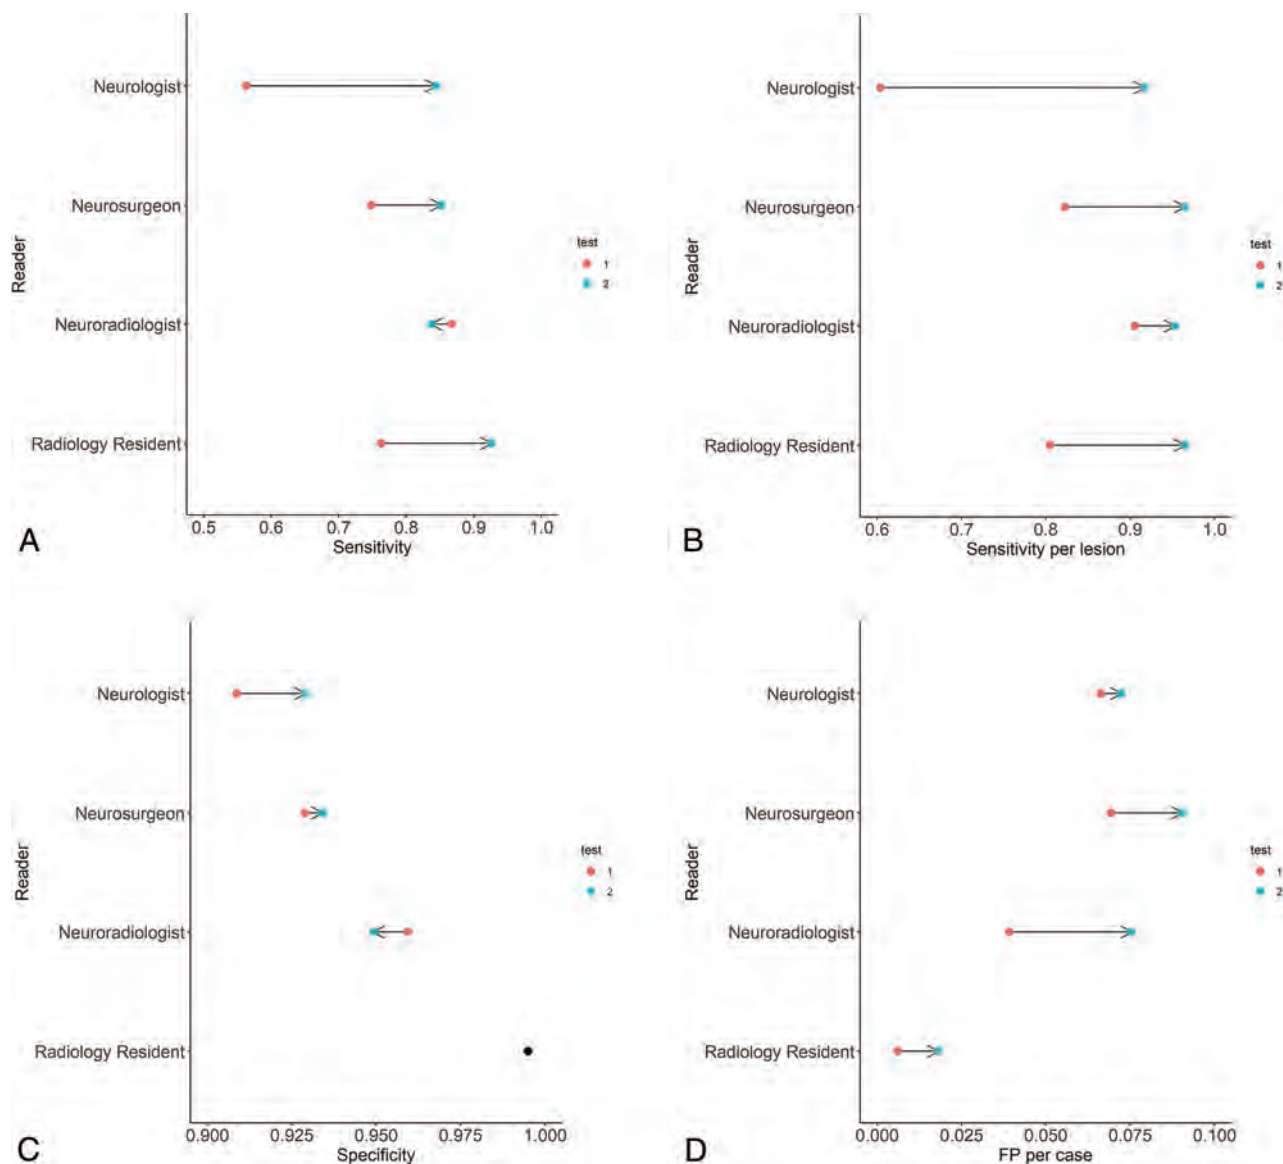 Neurologist
Neurosurgeon
Neuroradiologist
Radiology Resident
Reader
0.5 0.6 0.7 0.8 0.9 1.0
Sensitivity
test
1
2
A
Neurologist
Neurosurgeon
Neuroradiologist
Radiology Resident
Reader
0.6 0.7 0.8 0.9 1.0
Sensitivity per lesion
test
1
2
B
Neurologist
Neurosurgeon
Neuroradiologist
Radiology Resident
Reader
0.900 0.925 0.950 0.975 1.000
Specificity
test
1
2
C
Neurologist
Neurosurgeon
Neuroradiologist
Radiology Resident
Reader
0.000 0.025 0.050 0.075 0.100
FP per case
test
1
2
D